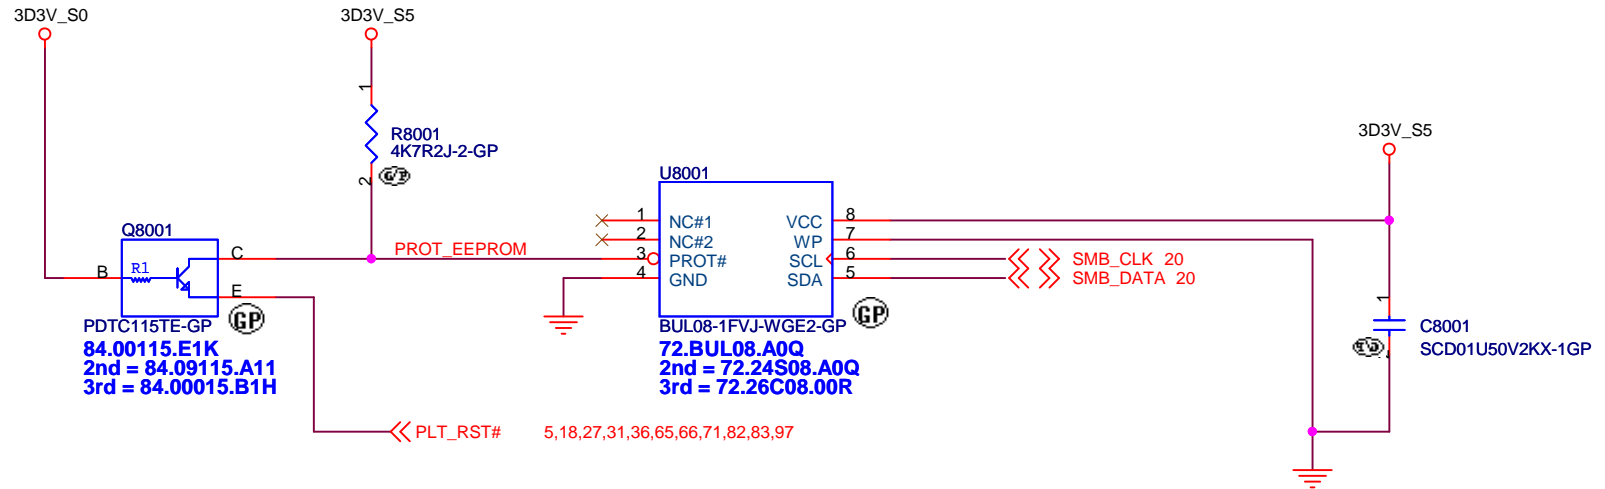 3D3V_S0
3D3V_S5
1
R8001
4K7R2J-2-GP
2
G/P
3D3V_S5
U8001
1
NC#1
VCC
8
2
NC#2
WP
7
3
PROT#
SCL
6
4
GND
SDA
5
Q8001
C
PROT_EEPROM
B
R1
E
GP
SMB_CLK 20
SMB_DATA 20
PDTC115TE-GP
84.00115.E1K
2nd = 84.09115.A11
3rd = 84.00015.B1H
BUL08-1FVJ-WGE2-GP
GP
72.BUL08.A0Q
2nd = 72.24S08.A0Q
3rd = 72.26C08.00R
1
C8001
SCD01U50V2KX-1GP
PLT_RST# 5,18,27,31,36,65,66,71,82,83,97